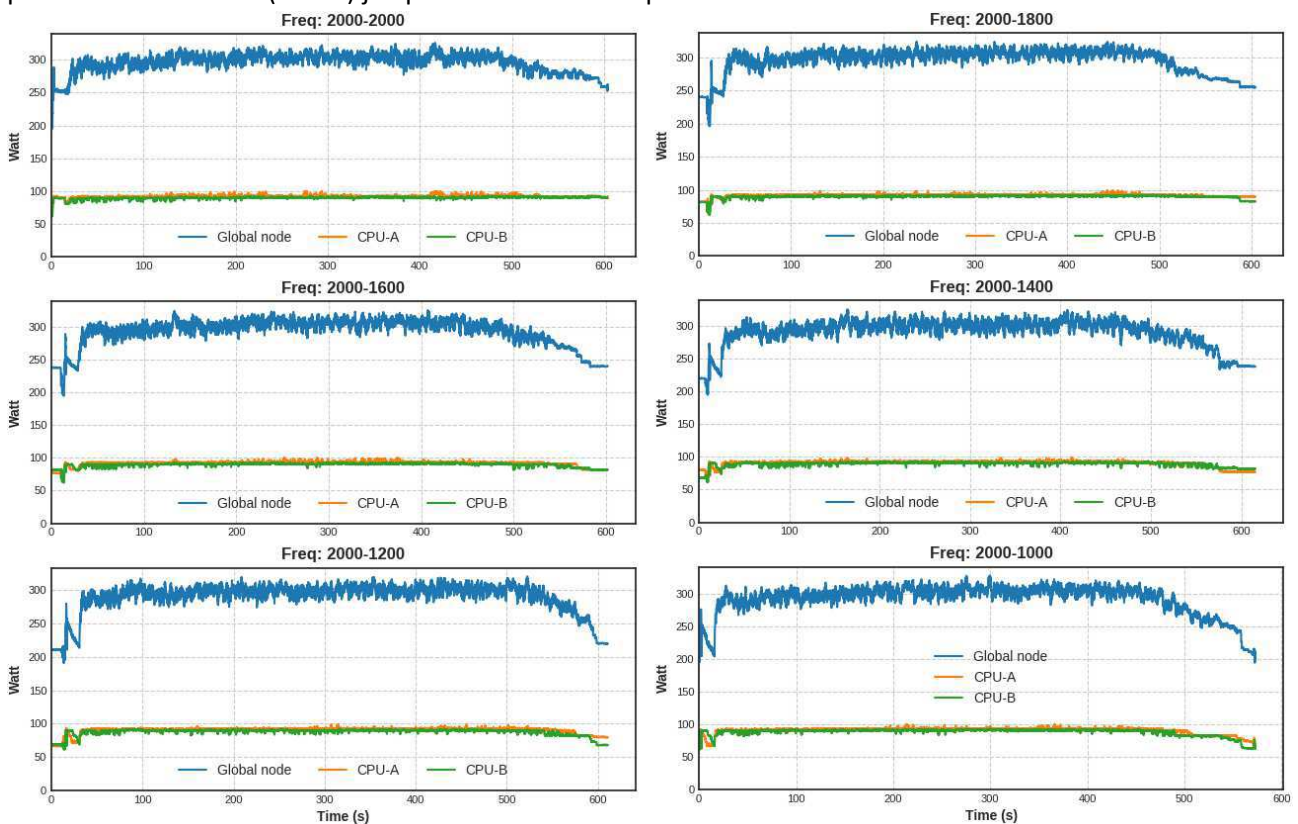 Freq: 2000-2000
Watt
300
250
200
150
100
50
0
Global node CPU-A CPU-B
0 100 200 300 400 500 600
Freq: 2000-1800
Watt
300
250
200
150
100
50
0
Global node CPU-A CPU-B
0 100 200 300 400 500 600
Freq: 2000-1600
Watt
300
250
200
150
100
50
0
Global node CPU-A CPU-B
0 100 200 300 400 500 600
Freq: 2000-1400
Watt
300
250
200
150
100
50
0
Global node CPU-A CPU-B
0 100 200 300 400 500 600
Freq: 2000-1200
Watt
300
250
200
150
100
50
0
Global node CPU-A CPU-B
0 100 200 300 400 500 600
Time (s)
Freq: 2000-1000
Watt
300
250
200
150
100
50
0
Global node
CPU-A
CPU-B
0 100 200 300 400 500 600
Time (s)